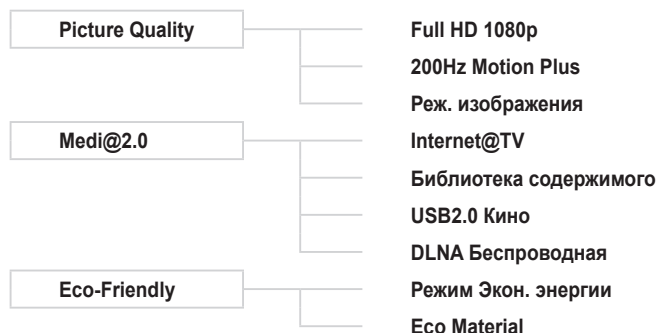 Picture Quality
Full HD 1080p
200Hz Motion Plus
Реж. изображения
Medi@2.0
Internet@TV
Библиотека содержимого
USB2.0 Кино
DLNA Беспроводная
Eco-Friendly
Режим Экон. энергии
Eco Material